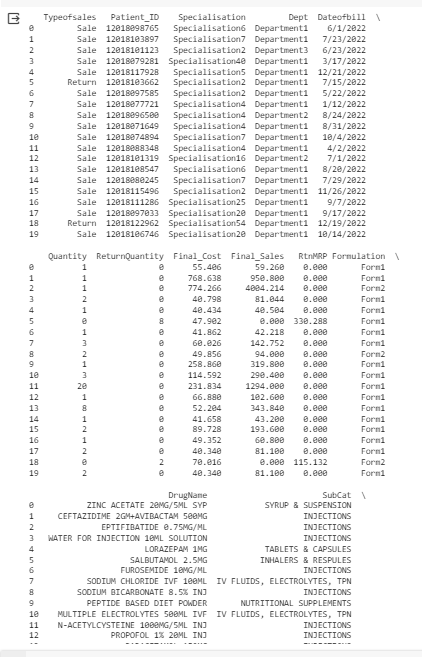 Typeofsales Patient_ID Specialisation Dept Dateofbill \
0 Sale 12018098765 Specialisation6 Department1 6/1/2022
1 Sale 12018103897 Specialisation7 Department1 7/23/2022
2 Sale 12018101123 Specialisation2 Department3 6/23/2022
3 Sale 12018079281 Specialisation40 Department1 3/17/2022
4 Sale 12018117928 Specialisation5 Department1 12/21/2022
5 Return 12018103662 Specialisation2 Department1 7/15/2022
6 Sale 12018097585 Specialisation2 Department1 5/22/2022
7 Sale 12018077721 Specialisation4 Department1 1/12/2022
8 Sale 12018096500 Specialisation4 Department2 8/24/2022
9 Sale 12018071649 Specialisation4 Department1 8/31/2022
10 Sale 12018074894 Specialisation7 Department1 10/4/2022
11 Sale 12018088348 Specialisation4 Department1 4/2/2022
12 Sale 12018101319 Specialisation16 Department2 7/1/2022
13 Sale 12018108547 Specialisation6 Department1 8/20/2022
14 Sale 12018080245 Specialisation7 Department1 7/29/2022
15 Sale 12018115496 Specialisation2 Department1 11/26/2022
16 Sale 12018111286 Specialisation25 Department1 9/7/2022
17 Sale 12018097033 Specialisation20 Department1 9/17/2022
18 Return 12018122962 Specialisation54 Department1 12/19/2022
19 Sale 12018106746 Specialisation20 Department1 10/14/2022
Quantity ReturnQuantity Final_Cost Final_Sales RtnMRP Formulation \
0 1 0 55.406 59.260 0.000 Form1
1 1 0 768.638 950.800 0.000 Form1
2 1 0 774.266 4004.214 0.000 Form2
3 2 0 40.798 81.044 0.000 Form1
4 1 0 40.434 40.504 0.000 Form1
5 0 8 47.902 0.000 330.288 Form1
6 1 0 41.862 42.218 0.000 Form1
7 3 0 60.026 142.752 0.000 Form1
8 2 0 49.856 94.000 0.000 Form2
9 1 0 258.860 319.800 0.000 Form1
10 3 0 114.592 290.400 0.000 Form1
11 20 0 231.834 1294.000 0.000 Form1
12 1 0 66.880 102.600 0.000 Form1
13 8 0 52.204 343.840 0.000 Form1
14 1 0 41.658 43.200 0.000 Form1
15 2 0 89.728 193.600 0.000 Form1
16 1 0 49.352 60.800 0.000 Form1
17 2 0 40.340 81.100 0.000 Form1
18 0 2 70.016 0.000 115.132 Form2
19 2 0 40.340 81.100 0.000 Form1
DrugName SubCat \
0 ZINC ACETATE 20MG/5ML SYP SYRUP & SUSPENSION
1 CEFTAZIDIME 2GM+AVIBACTAM 500MG INJECTIONS
2 EPTIFIBATIDE 0.75MG/ML INJECTIONS
3 WATER FOR INJECTION 10ML SOLUTION INJECTIONS
4 LORAZEPAM 1MG TABLETS & CAPSULES
5 SALBUTAMOL 2.5MG INHALERS & RESPULES
6 FUROSEMIDE 10MG/ML INJECTIONS
7 SODIUM CHLORIDE IVF 100ML IV FLUIDS, ELECTROLYTES, TPN
8 SODIUM BICARBONATE 8.5% INJ INJECTIONS
9 PEPTIDE BASED DIET POWDER NUTRITIONAL SUPPLEMENTS
10 MULTIPLE ELECTROLYTES 500ML IVF IV FLUIDS, ELECTROLYTES, TPN
11 N-ACETYLCYSTEINE 1000MG/5ML INJ INJECTIONS
12 PROPOFOL 1% 20ML INJ INJECTIONS